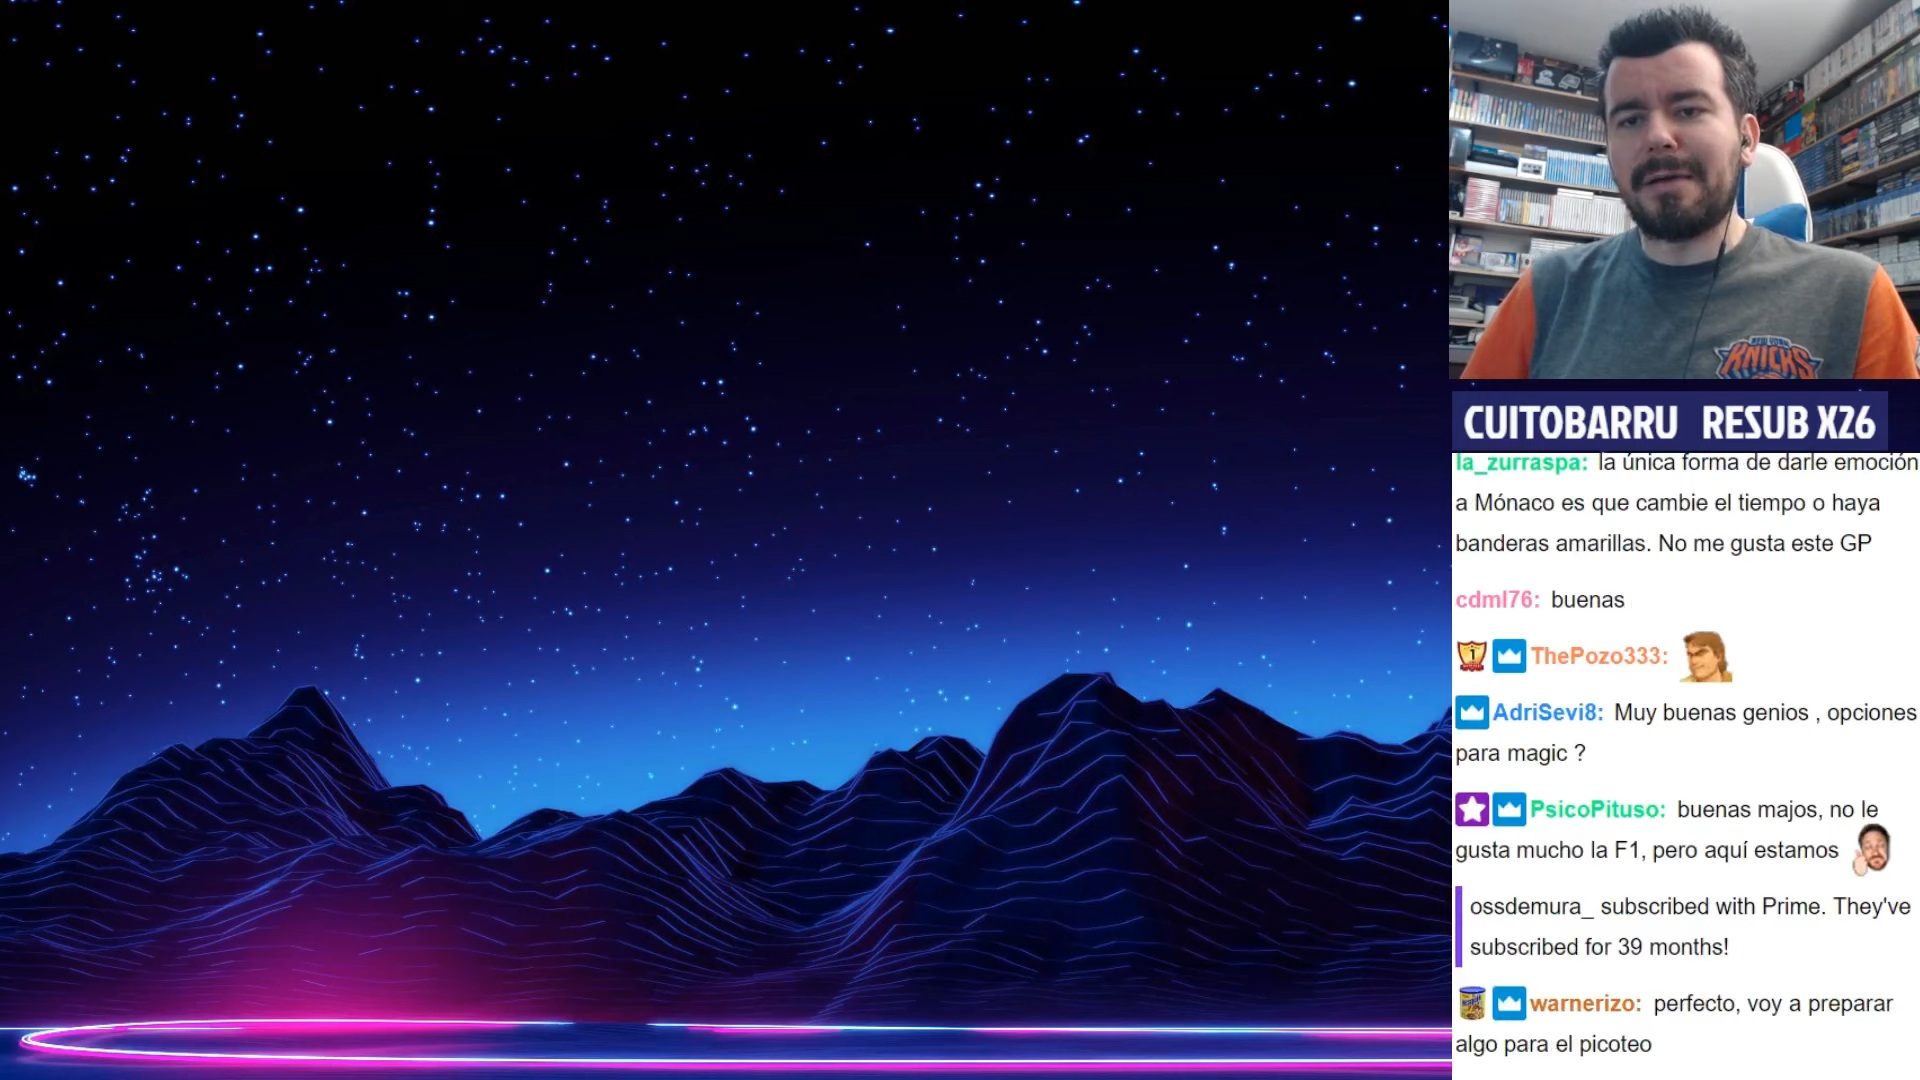 KNICKS
CUITOBARRU RESUB X26
la_zurraspa: la única forma de darle emoción
a Mónaco es que cambie el tiempo o haya
banderas amarillas. No me gusta este GP
cdml76: buenas
1 ThePozo333:
AdriSevi8: Muy buenas genios , opciones
para magic ?
PsicoPituso: buenas majos, no le
gusta mucho la F1, pero aquí estamos
ossdemura_ subscribed with Prime. They've
subscribed for 39 months!
warnerizo: perfecto, voy a preparar
algo para el picoteo